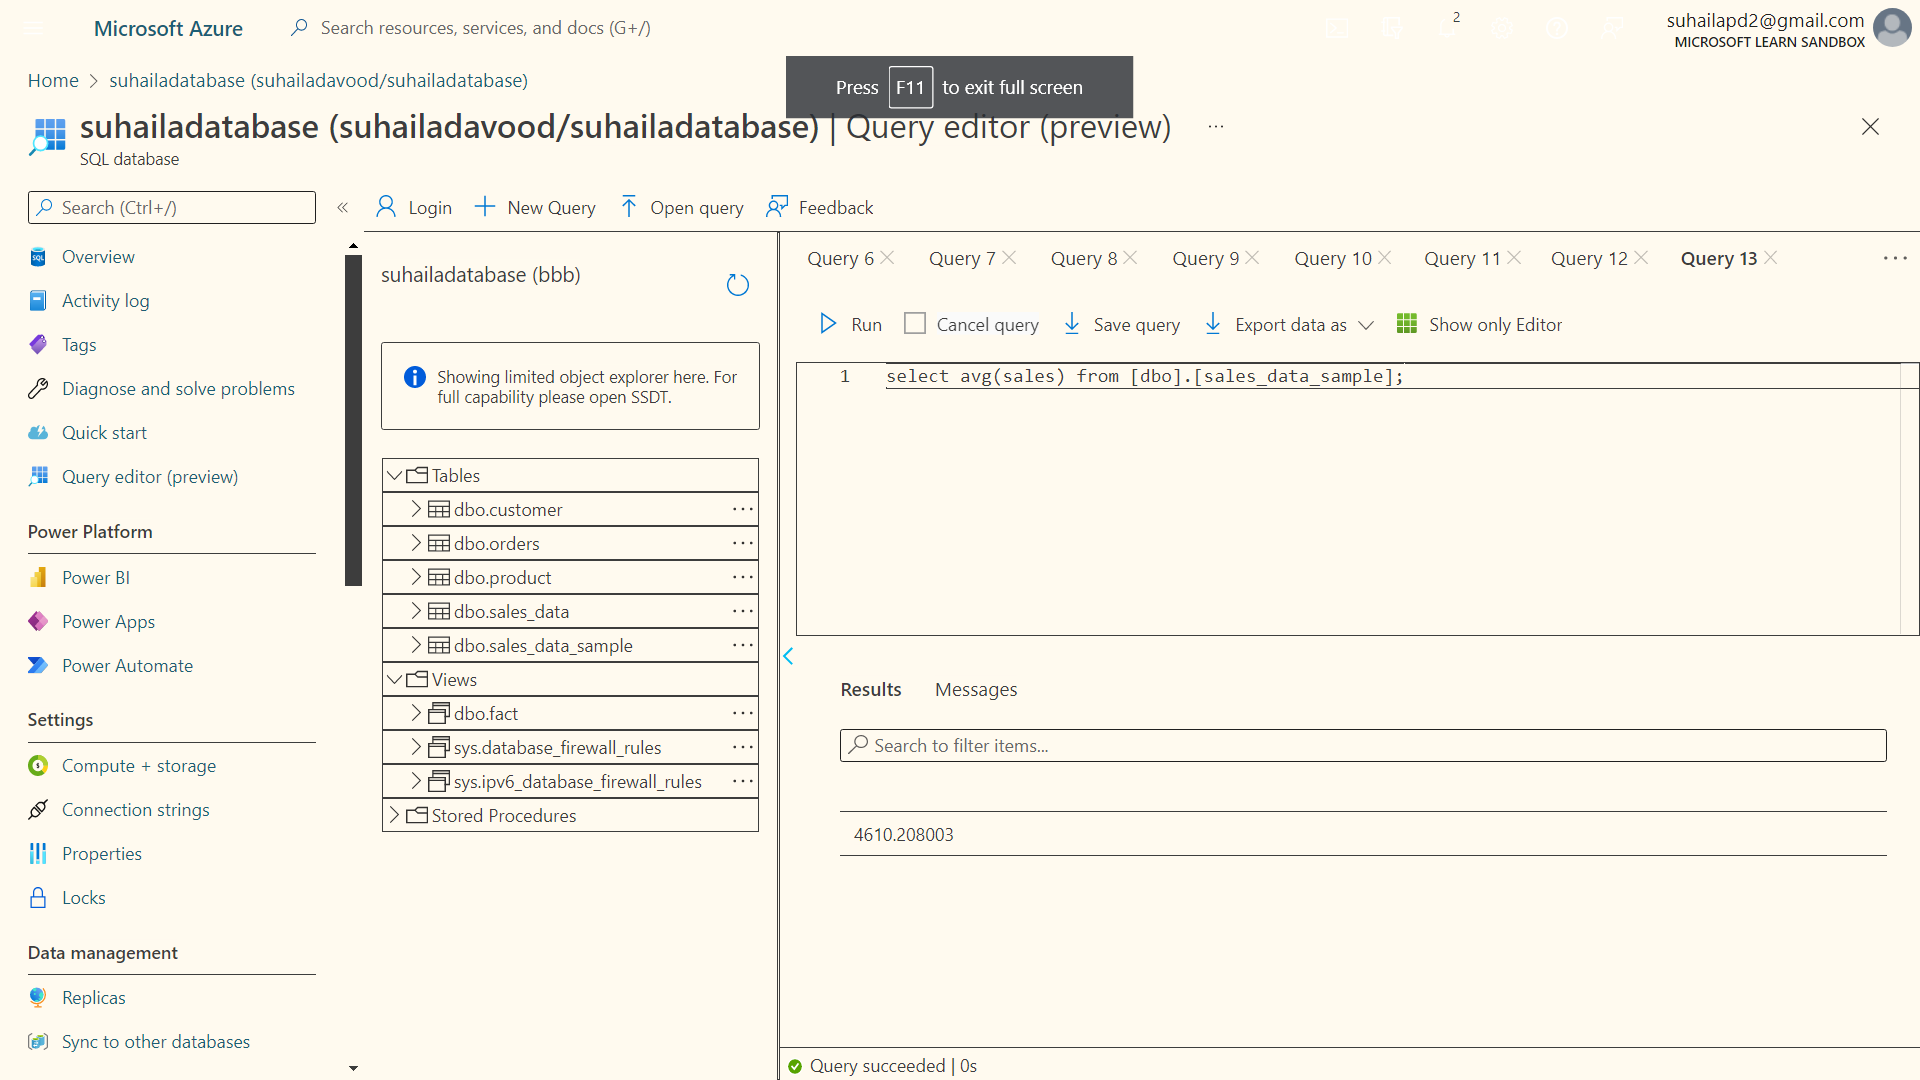 Microsoft Azure
Search resources, services, and docs (G+/)
2
suhailapd2@gmail.com
MICROSOFT LEARN SANDBOX
Press F11 to exit full screen
Home > suhailadatabase (suhailadavood/suhailadatabase)
suhailadatabase (suhailadavood/suhailadatabase) | Query editor (preview) ...
SQL database
Search (Ctrl+/)
«
Overview
Activity log
Tags
Diagnose and solve problems
Quick start
Query editor (preview)
Power Platform
Power BI
Power Apps
Power Automate
Settings
Compute + storage
Connection strings
Properties
Locks
Data management
Replicas
Sync to other databases
Login
New Query
Open query
Feedback
suhailadatabase (bbb)
Showing limited object explorer here. For
full capability please open SSDT.
Tables
dbo.customer ...
dbo.orders ...
dbo.product ...
dbo.sales_data ...
dbo.sales_data_sample ...
Views
dbo.fact ...
sys.database_firewall_rules ...
sys.ipv6_database_firewall_rules ...
Stored Procedures
Query 6
Query 7
Query 8
Query 9
Query 10
Query 11
Query 12
Query 13
...
Run
Cancel query
Save query
Export data as
Show only Editor
1 select avg(sales) from [dbo].[sales_data_sample];
Results
Messages
Search to filter items...
4610.208003
Query succeeded | 0s